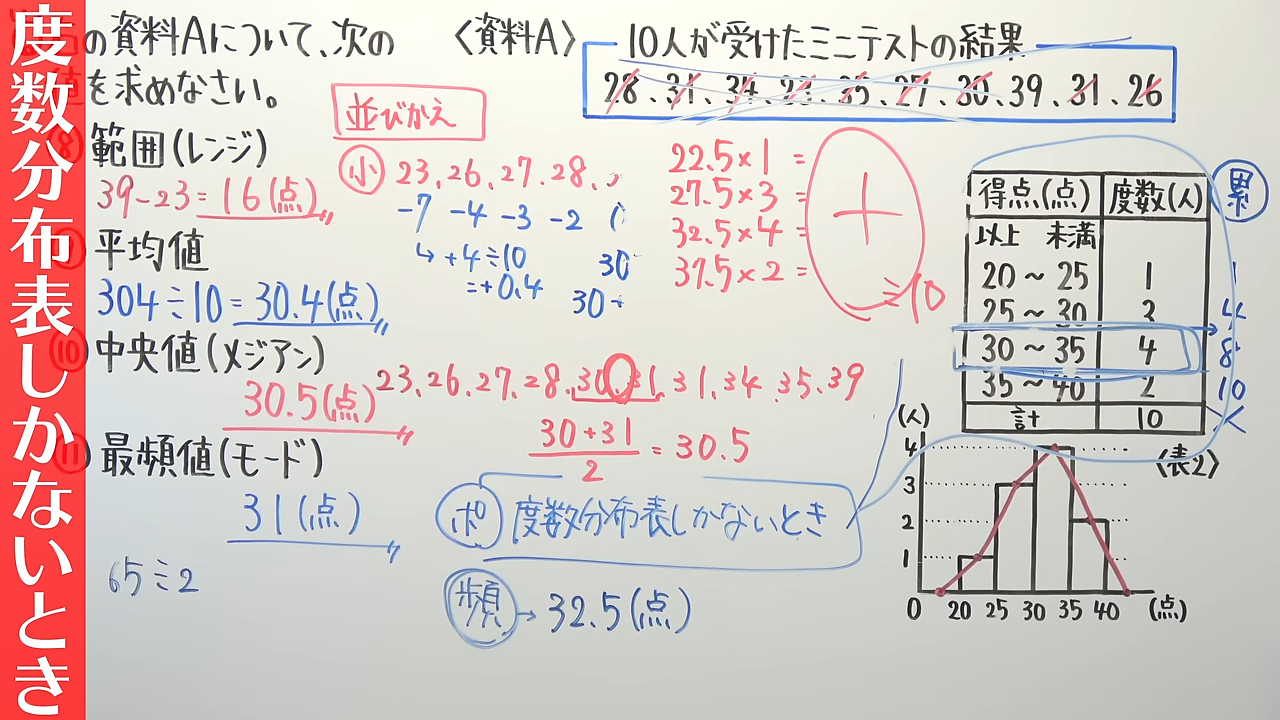 度数分布表しかないとき
の資料Aについて、次の
値を求めなさい。
〈資料A〉 10人が受けたミニテストの結果
28、31、34、23、35、27、30、39、31、26
⑧範囲(レンジ)
39-23=16(点)
平均値
304÷10=30.4(点)
⑩中央値(メジアン)
30.5(点)
⑪最頻値(モード)
31(点)
65÷2
並びかえ
小 23、26、27、28、
-7 -4 -3 -2
↳+4÷10
=+0.4
30
30+
22.5×1=
27.5×3=
32.5×4=
37.5×2=
+
÷10
23、26、27、28、30、31、31、34、35、39
30+31
2
=30.5
ポ 度数分布表しかないとき
頻→32.5(点)
累
得点(点) 度数(人)
以上 未満
20~25 1 1
25~30 3 4
30~35 4 8
35~40 2 10
計 10
〈表2〉
(人)
4
3
2
1
0 20 25 30 35 40 (点)